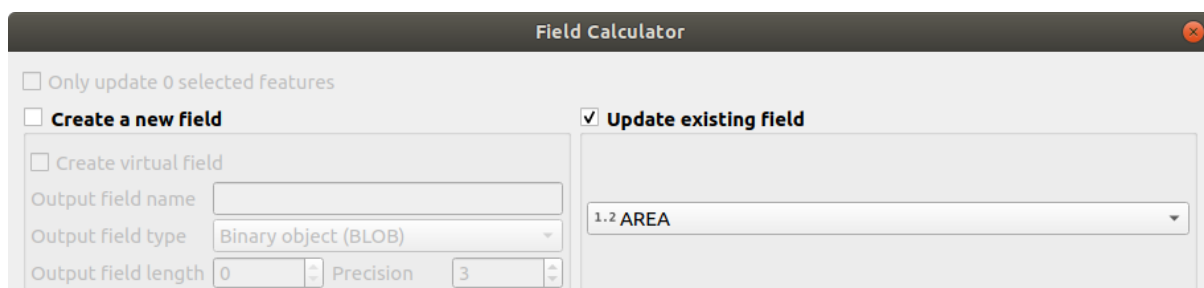 Field Calculator
Only update 0 selected features
Create a new field
Update existing field
Create virtual field
Output field name
1.2 AREA
Output field type Binary object (BLOB)
Output field length 0 Precision 3